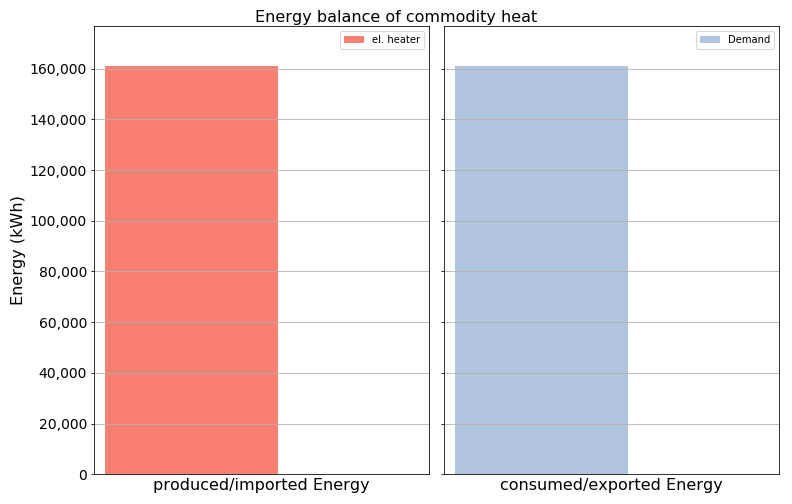 Energy balance of commodity heat
el. heater
Demand
Energy (kWh)
160,000
140,000
120,000
100,000
80,000
60,000
40,000
20,000
0
produced/imported Energy
consumed/exported Energy